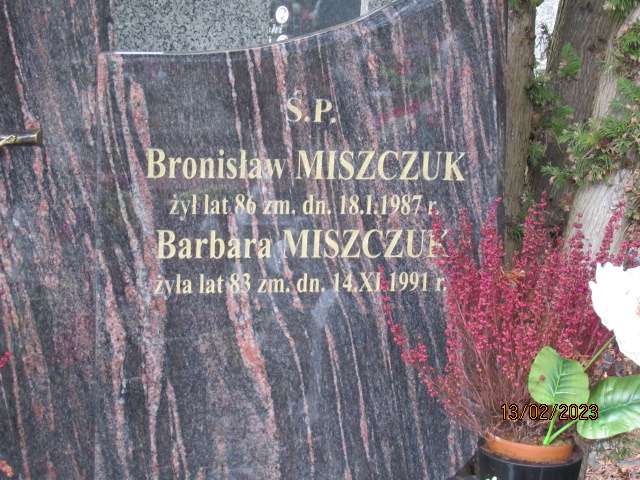 Ś.P.
Bronisław MISZCZUK
żył lat 86 zm. dn. 18.I.1987 r.
Barbara MISZCZUK
żyła lat 83 zm. dn. 14.XI.1991 r.
13/02/2023